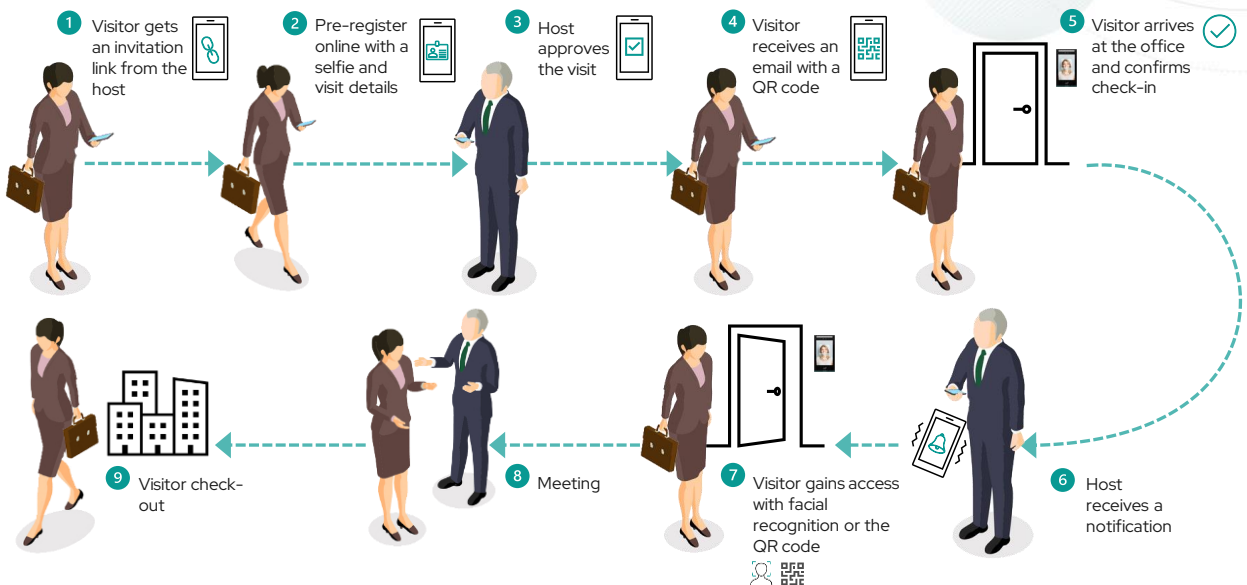 1
Visitor gets
an invitation
link from the
host
2
Pre-register
online with a
selfie and
visit details
3
Host
approves
the visit
4
Visitor
receives an
email with a
QR code
5
Visitor arrives
at the office
and confirms
check-in
6
Host
receives a
notification
7
Visitor gains access
with facial
recognition or the
QR code
8
Meeting
9
Visitor check-
out